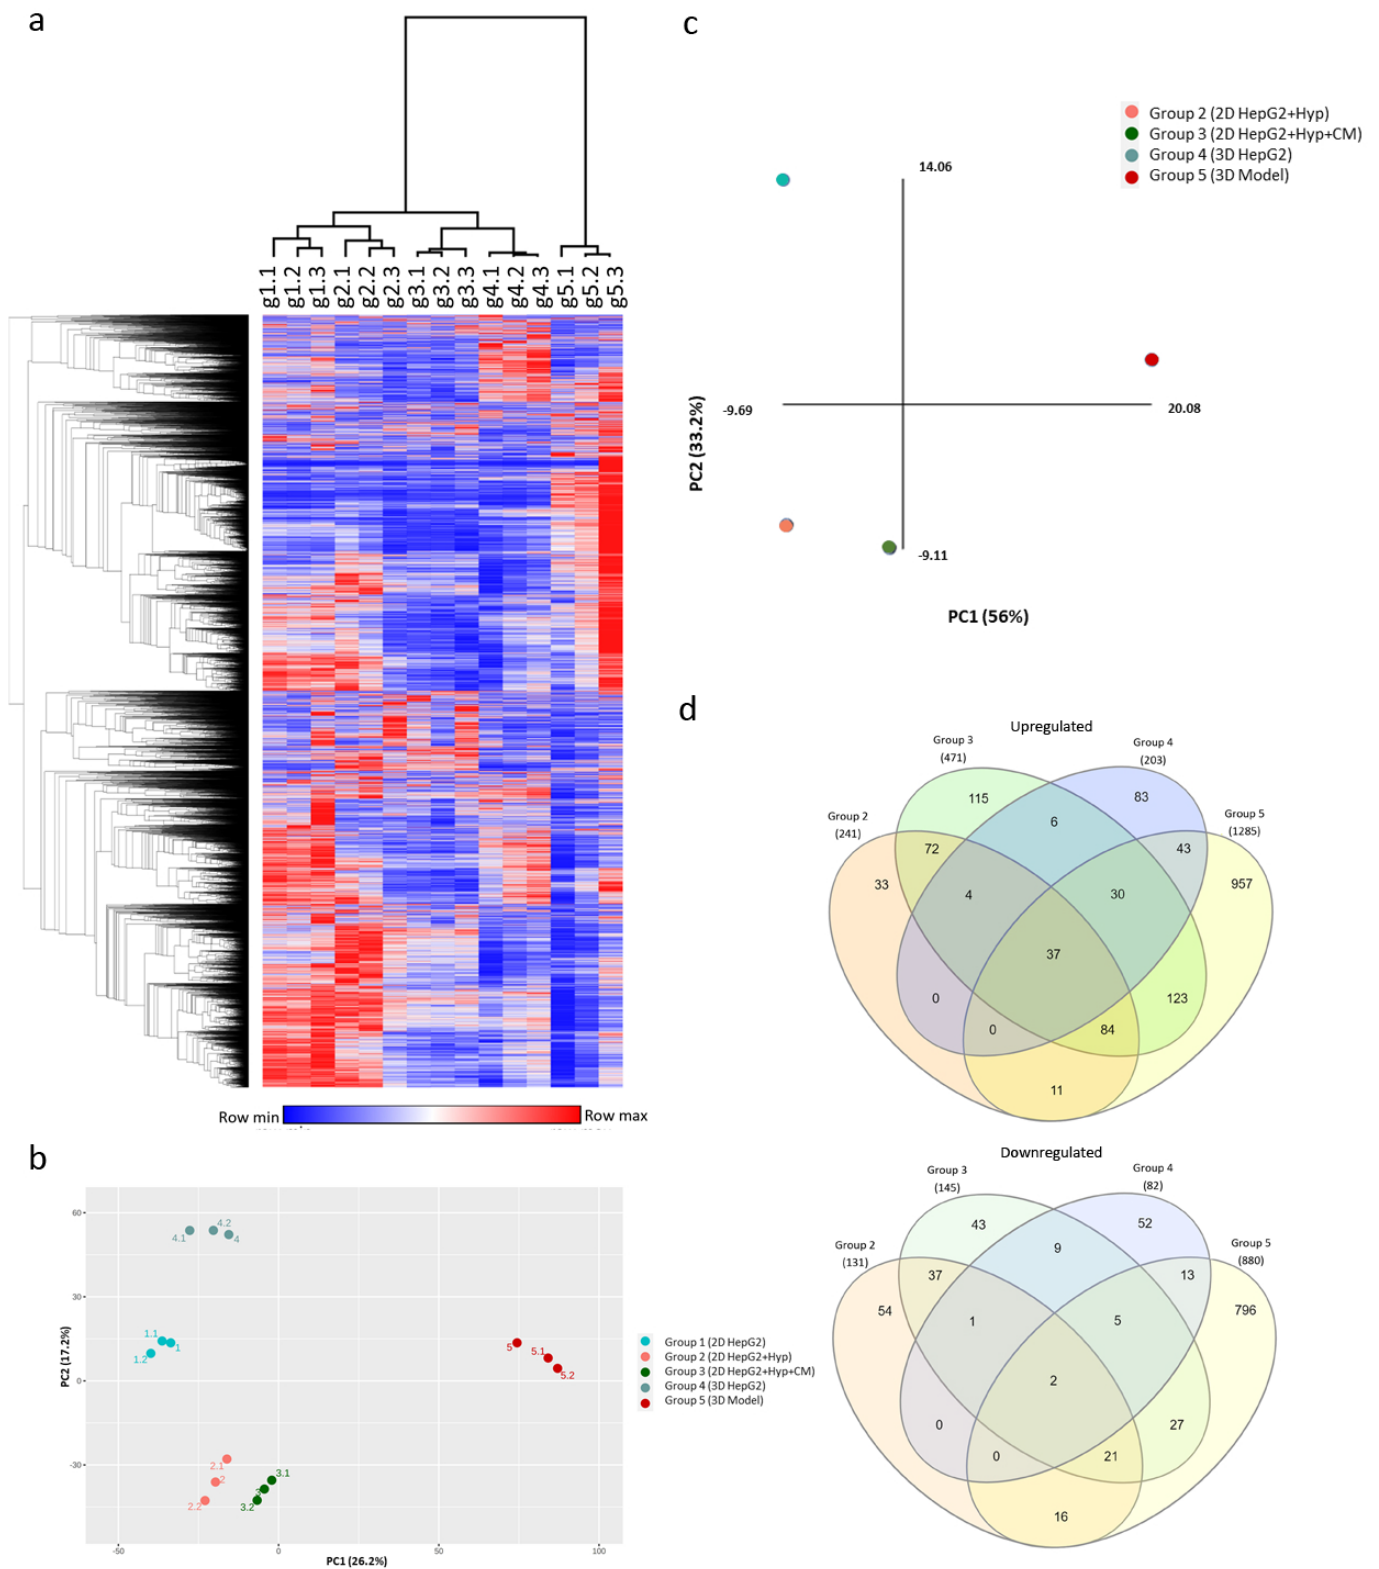 a
g1.1
g1.2
g1.3
g2.1
g2.2
g2.3
g3.1
g3.2
g3.3
g4.1
g4.2
g4.3
g5.1
g5.2
g5.3
Row min
Row max
b
60
30
0
-30
-50
0
50
100
PC2 (17.2%)
PC1 (26.2%)
4.1
4.2
4
1.1
1
1.2
2.1
2
2.2
3.1
3
3.2
5
5.1
5.2
Group 1 (2D HepG2)
Group 2 (2D HepG2+Hyp)
Group 3 (2D HepG2+Hyp+CM)
Group 4 (3D HepG2)
Group 5 (3D Model)
c
Group 2 (2D HepG2+Hyp)
Group 3 (2D HepG2+Hyp+CM)
Group 4 (3D HepG2)
Group 5 (3D Model)
14.06
-9.69
20.08
-9.11
PC2 (33.2%)
PC1 (56%)
d
Upregulated
Group 3
(471)
Group 4
(203)
Group 2
(241)
Group 5
(1285)
115
83
6
72
43
33
957
4
30
37
0
123
0
84
11
Downregulated
Group 3
(145)
Group 4
(82)
Group 2
(131)
Group 5
(880)
43
52
9
37
13
54
796
1
5
2
0
27
0
21
16